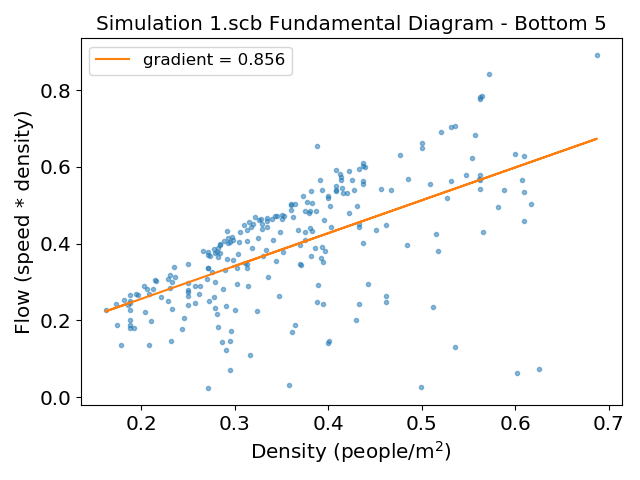 Simulation 1.scb Fundamental Diagram - Bottom 5
gradient = 0.856
Flow (speed * density)
0.8
0.6
0.4
0.2
0.0
0.2 0.3 0.4 0.5 0.6 0.7
Density (people/m²)